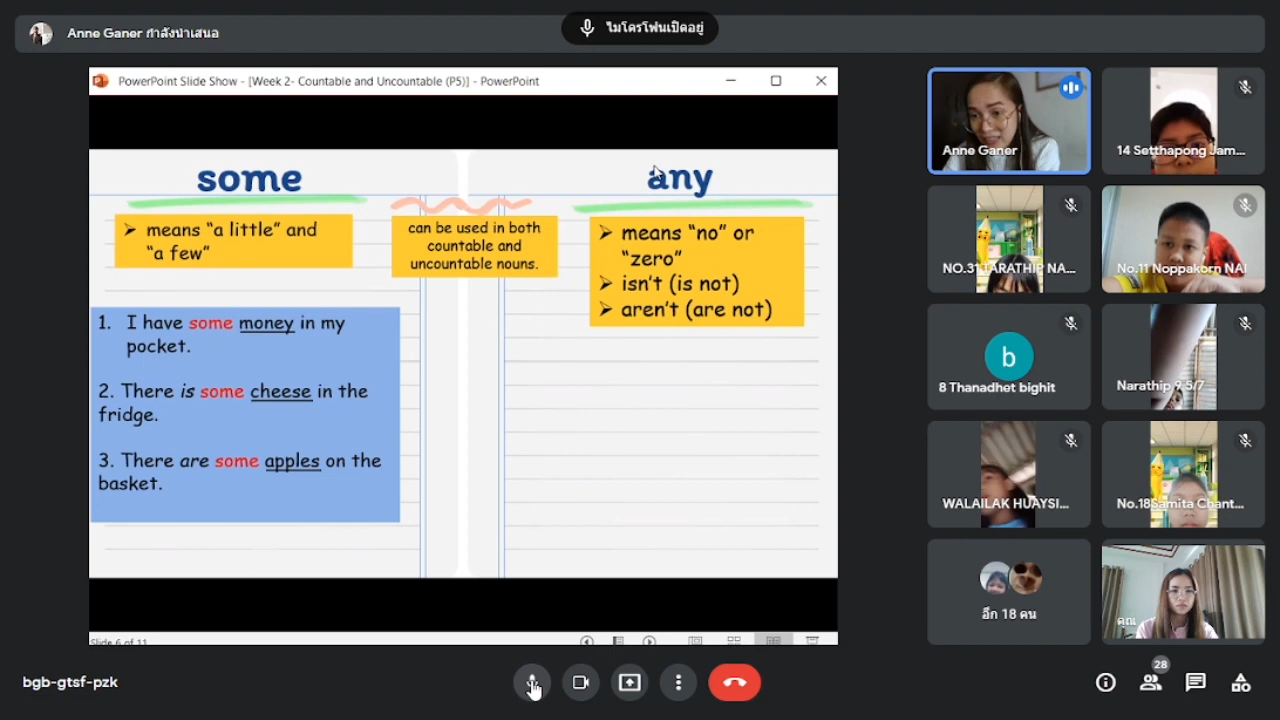 Anne Ganer กำลังนำเสนอ
ไมโครโฟนเปิดอยู่
PowerPoint Slide Show - [Week 2- Countable and Uncountable (P5)] - PowerPoint
some
any
➢ means “a little” and
“a few”
can be used in both
countable and
uncountable nouns.
➢ means “no” or
“zero”
➢ isn’t (is not)
➢ aren’t (are not)
1. I have some money in my
pocket.
2. There is some cheese in the
fridge.
3. There are some apples on the
basket.
Slide 6 of 11
Anne Ganer
14 Setthapong Jam...
NO.31 TARATHIP NA...
No.11 Noppakorn NAI
b
8 Thanadhet bighit
Narathip 9 5/7
WALAILAK HUAYSI...
No.18Samita Chant...
อีก 18 คน
คุณ
bgb-gtsf-pzk
28